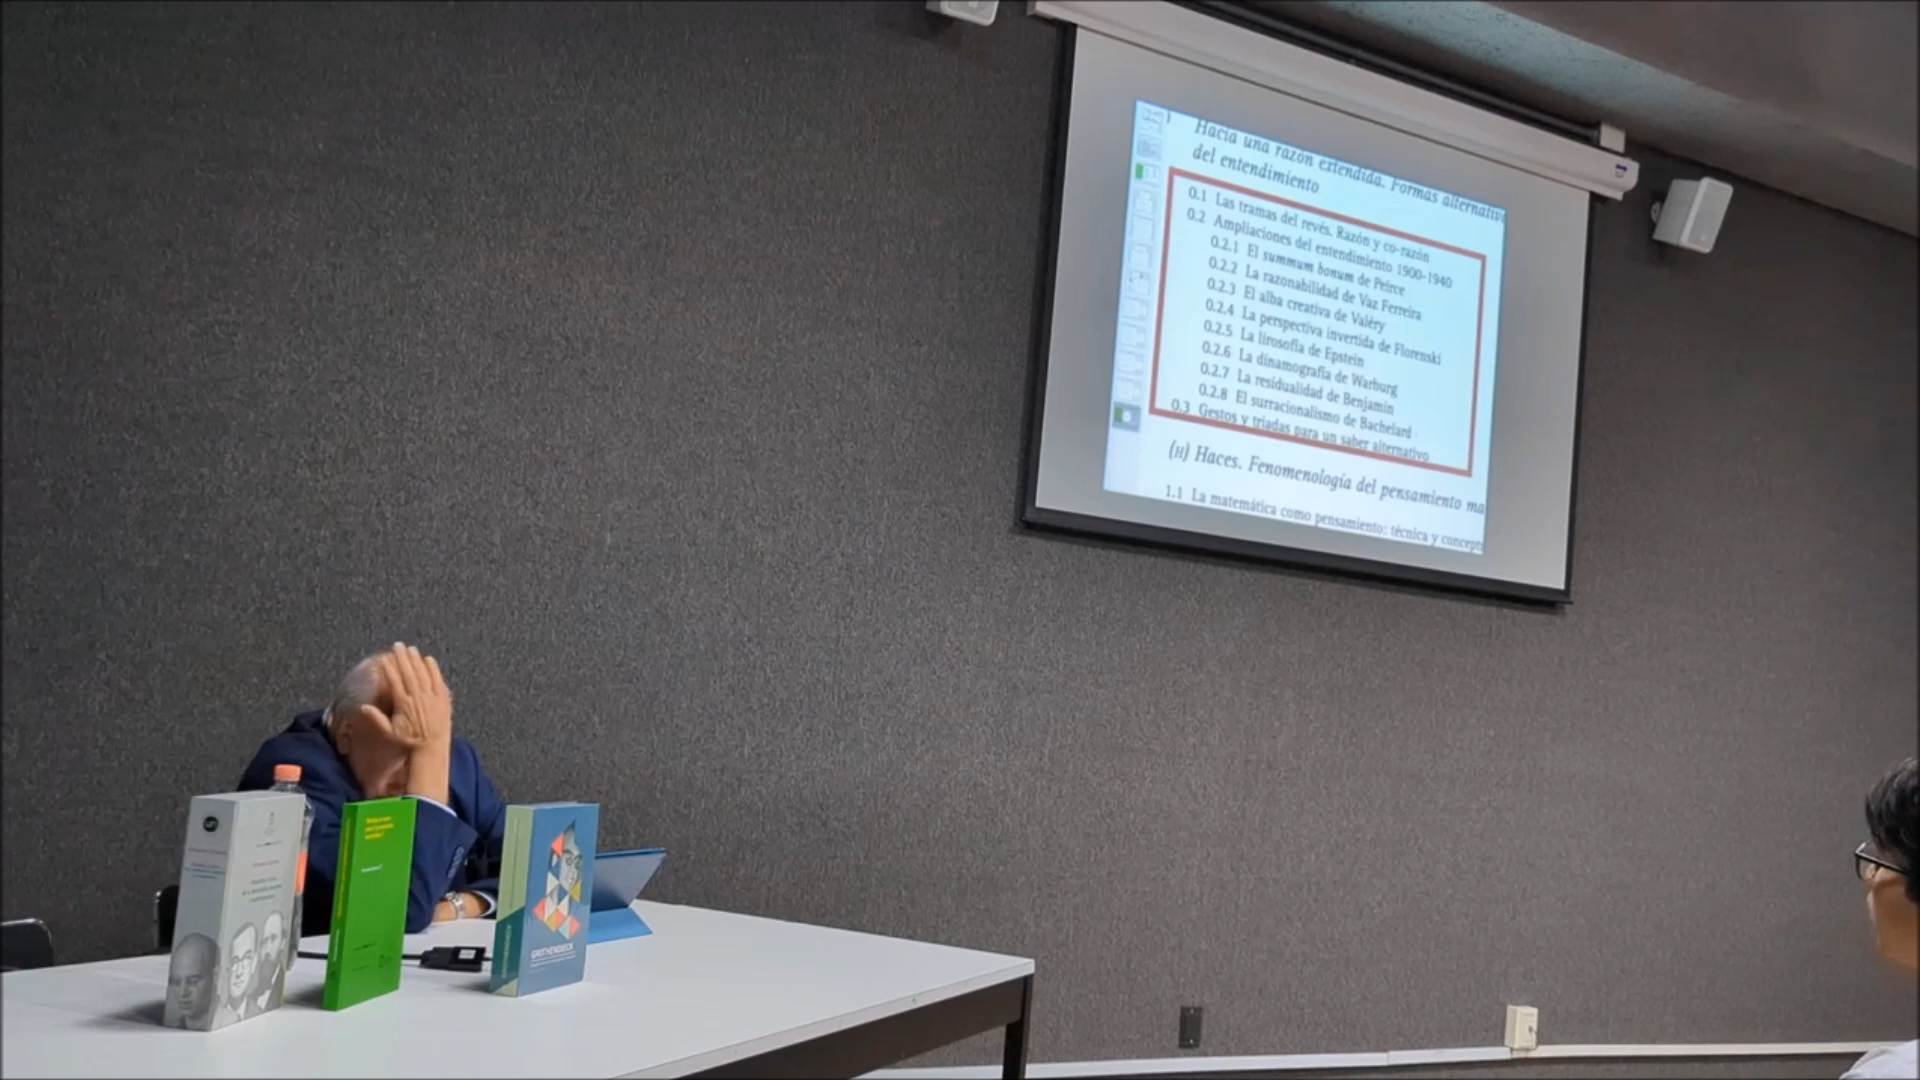 Hacia una razón extendida. Formas alternativ
del entendimiento
0.1 Las tramas del revés. Razón y co-razón
0.2 Ampliaciones del entendimiento 1900-1940
0.2.1 El summum bonum de Peirce
0.2.2 La razonabilidad de Vaz Ferreira
0.2.3 El alba creativa de Valéry
0.2.4 La perspectiva invertida de Florenski
0.2.5 La lirosofía de Epstein
0.2.6 La dinamografía de Warburg
0.2.7 La residualidad de Benjamin
0.2.8 El surracionalismo de Bachelard
0.3 Gestos y tríadas para un saber alternativo
(H) Haces. Fenomenología del pensamiento ma
1.1 La matemática como pensamiento: técnica y concept
GROTHENDIECK
GROTHENDIECK